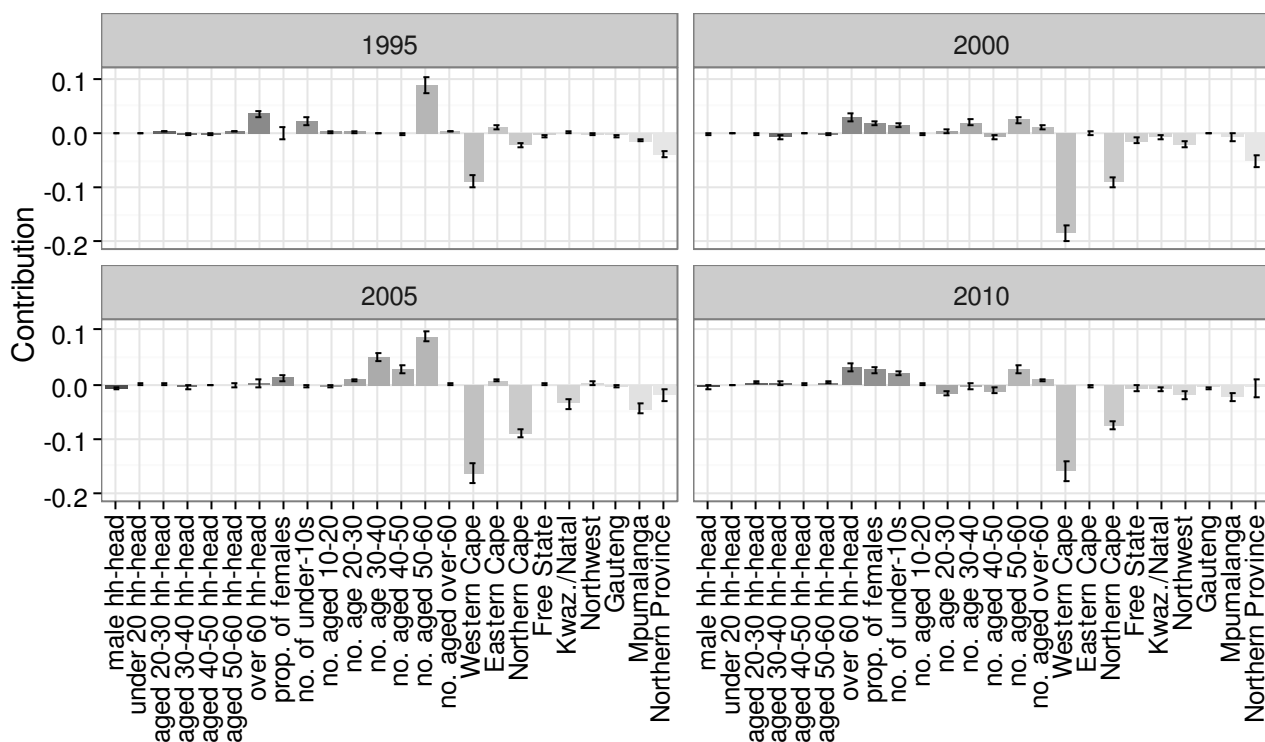 1995
2000
0.1
0.0
-0.1
-0.2
2005
2010
0.1
0.0
-0.1
-0.2
Contribution
male hh-head
under 20 hh-head
aged 20-30 hh-head
aged 30-40 hh-head
aged 40-50 hh-head
aged 50-60 hh-head
over 60 hh-head
prop. of females
no. of under-10s
no. aged 10-20
no. age 20-30
no. age 30-40
no. aged 40-50
no. aged 50-60
no. aged over-60
Western Cape
Eastern Cape
Northern Cape
Free State
Kwaz./Natal
Northwest
Gauteng
Mpumalanga
Northern Province
male hh-head
under 20 hh-head
aged 20-30 hh-head
aged 30-40 hh-head
aged 40-50 hh-head
aged 50-60 hh-head
over 60 hh-head
prop. of females
no. of under-10s
no. aged 10-20
no. age 20-30
no. age 30-40
no. aged 40-50
no. aged 50-60
no. aged over-60
Western Cape
Eastern Cape
Northern Cape
Free State
Kwaz./Natal
Northwest
Gauteng
Mpumalanga
Northern Province